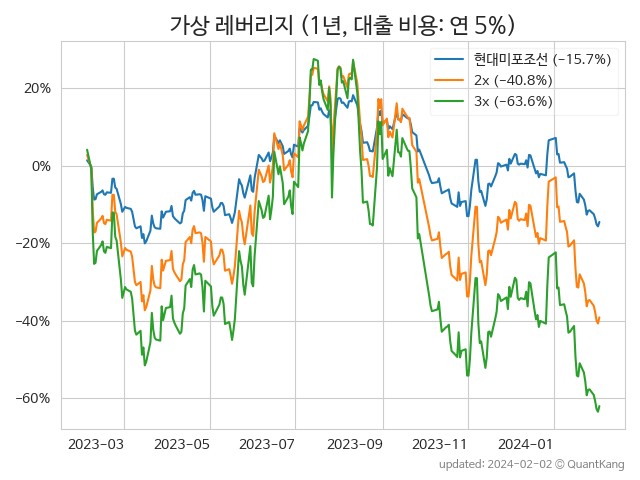 가상 레버리지 (1년, 대출 비용: 연 5%)
현대미포조선 (−15.7%)
2x (−40.8%)
3x (−63.6%)
20%
0%
−20%
−40%
−60%
2023-03 2023-05 2023-07 2023-09 2023-11 2024-01
updated: 2024-02-02 © QuantKang